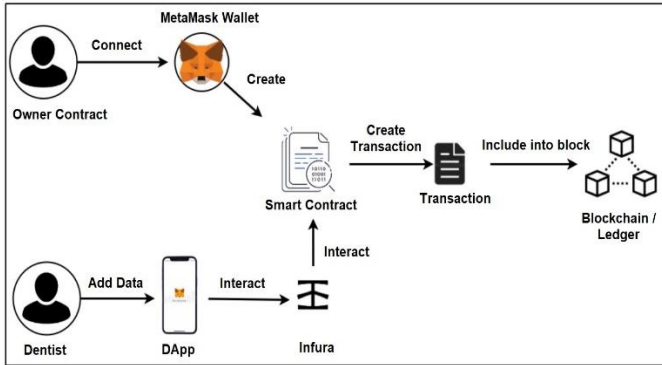 MetaMask Wallet
Connect
Create
Owner Contract
Create
Transaction
Include into block
Smart Contract
Transaction
Blockchain /
Ledger
Interact
Add Data
Interact
Dentist
DApp
Infura